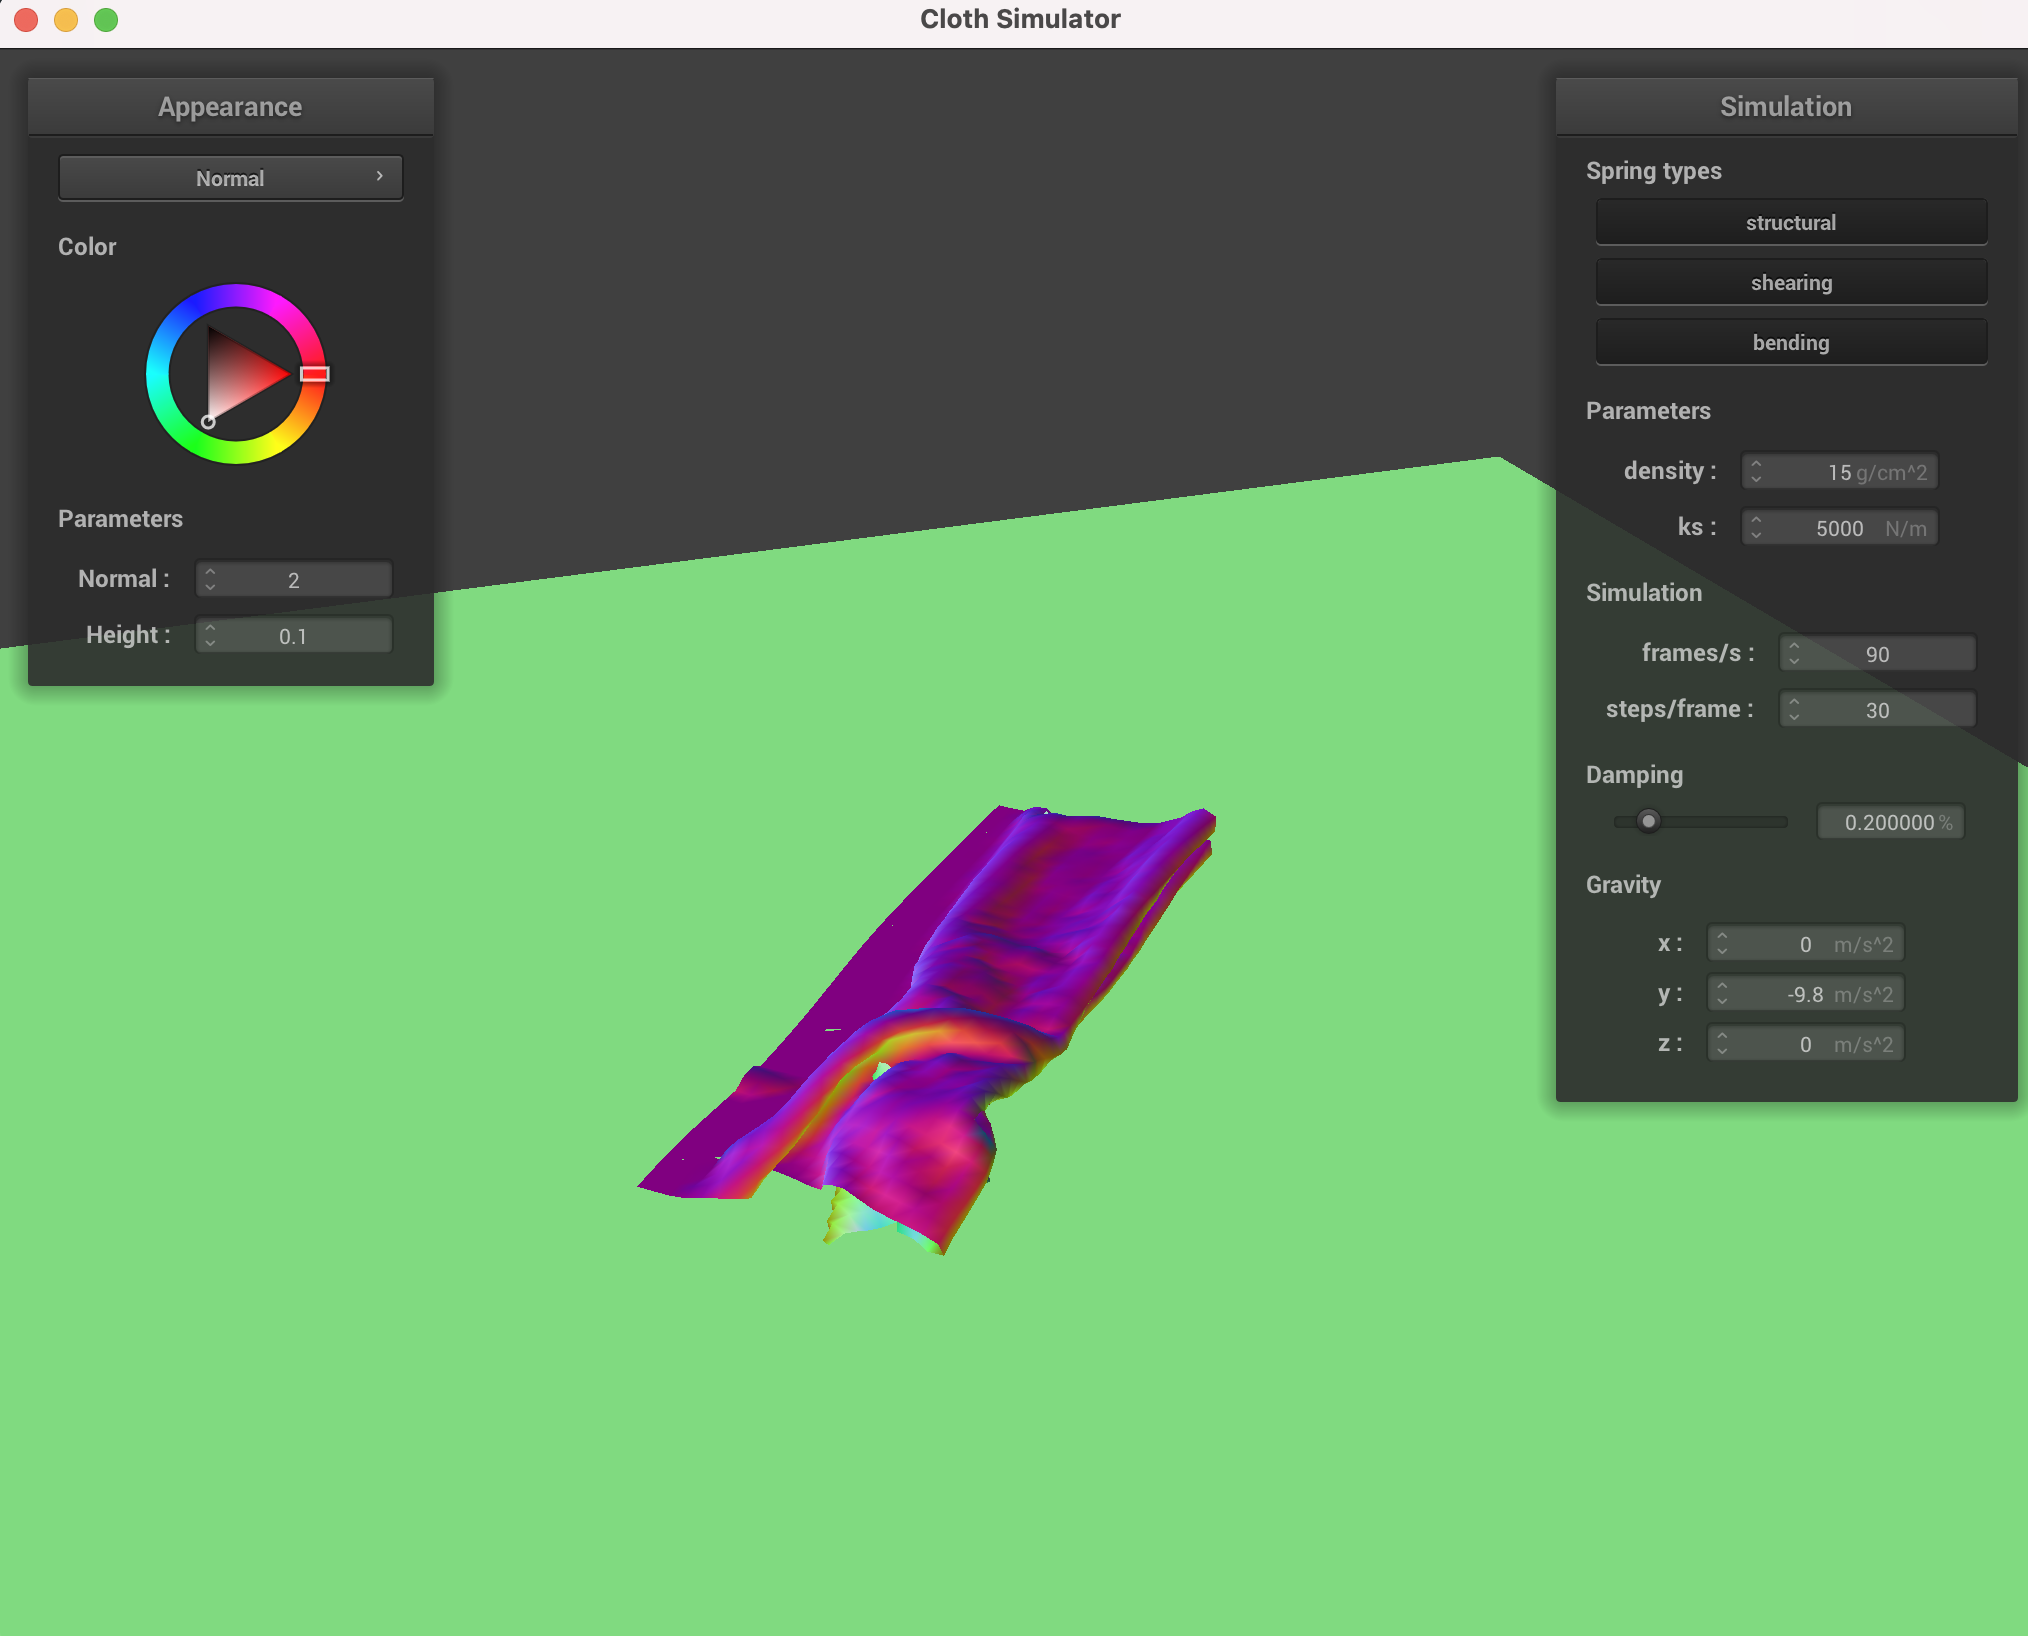 Cloth Simulator
Appearance
Normal
Color
Parameters
Normal : 2
Height : 0.1
Simulation
Spring types
structural
shearing
bending
Parameters
density : 15 g/cm^2
ks : 5000 N/m
Simulation
frames/s : 90
steps/frame : 30
Damping
0.200000 %
Gravity
x : 0 m/s^2
y : -9.8 m/s^2
z : 0 m/s^2